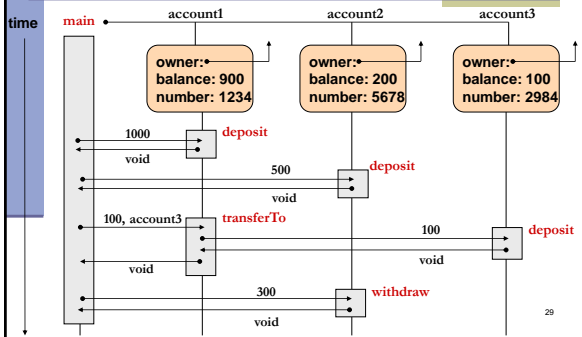 time
main
account1
account2
account3
owner:
balance: 900
number: 1234
owner:
balance: 200
number: 5678
owner:
balance: 100
number: 2984
1000
deposit
void
500
deposit
void
100, account3
transferTo
100
deposit
void
void
300
withdraw
void
29